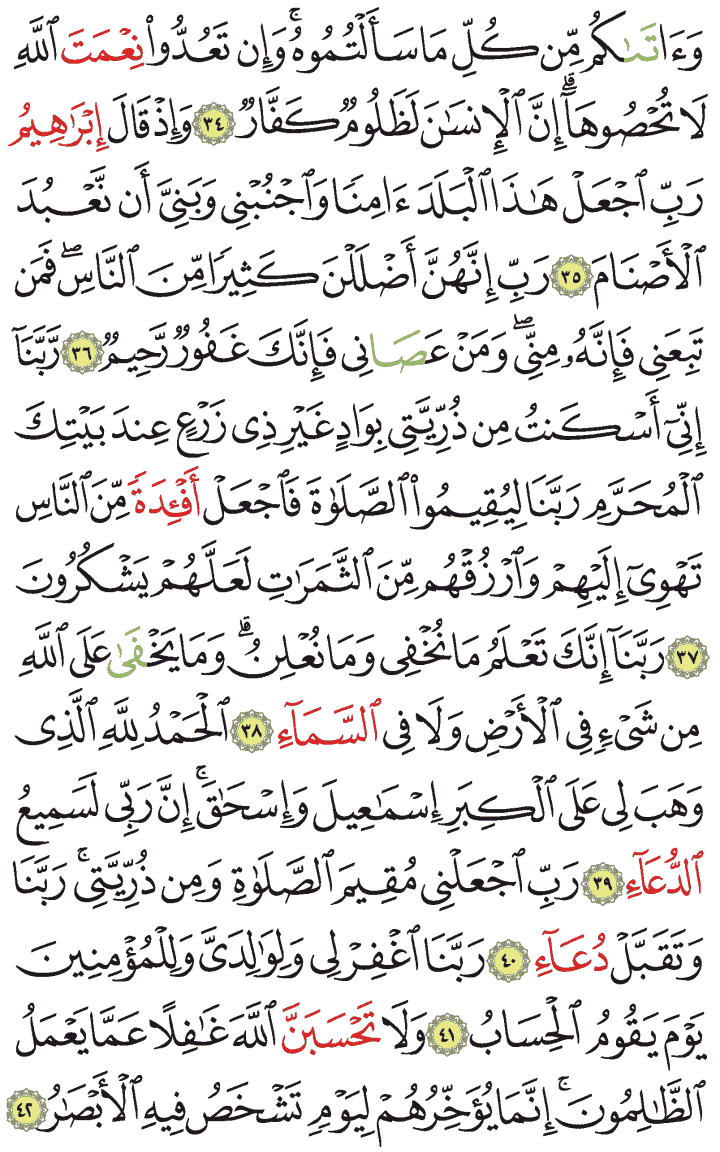 وَءَاتَىٰكُم مِّن كُلِّ مَا سَأَلْتُمُوهُۚ وَإِن تَعُدُّوا۟ نِعْمَتَ ٱللَّهِ
لَا تُحْصُوهَآۗ إِنَّ ٱلْإِنسَـٰنَ لَظَلُومٌ كَفَّارٌ ٣٤ وَإِذْ قَالَ إِبْرَٰهِيمُ
رَبِّ ٱجْعَلْ هَـٰذَا ٱلْبَلَدَ ءَامِنًا وَٱجْنُبْنِى وَبَنِىَّ أَن نَّعْبُدَ
ٱلْأَصْنَامَ ٣٥ رَبِّ إِنَّهُنَّ أَضْلَلْنَ كَثِيرًا مِّنَ ٱلنَّاسِۖ فَمَن
تَبِعَنِى فَإِنَّهُۥ مِنِّىۖ وَمَنْ عَصَانِى فَإِنَّكَ غَفُورٌ رَّحِيمٌ ٣٦ رَّبَّنَآ
إِنِّىٓ أَسْكَنتُ مِن ذُرِّيَّتِى بِوَادٍ غَيْرِ ذِى زَرْعٍ عِندَ بَيْتِكَ
ٱلْمُحَرَّمِ رَبَّنَا لِيُقِيمُوا۟ ٱلصَّلَوٰةَ فَٱجْعَلْ أَفْـِٔدَةً مِّنَ ٱلنَّاسِ
تَهْوِىٓ إِلَيْهِمْ وَٱرْزُقْهُم مِّنَ ٱلثَّمَرَٰتِ لَعَلَّهُمْ يَشْكُرُونَ
٣٧ رَبَّنَآ إِنَّكَ تَعْلَمُ مَا نُخْفِى وَمَا نُعْلِنُۗ وَمَا يَخْفَىٰ عَلَى ٱللَّهِ
مِن شَىْءٍ فِى ٱلْأَرْضِ وَلَا فِى ٱلسَّمَآءِ ٣٨ ٱلْحَمْدُ لِلَّهِ ٱلَّذِى
وَهَبَ لِى عَلَى ٱلْكِبَرِ إِسْمَـٰعِيلَ وَإِسْحَـٰقَۚ إِنَّ رَبِّى لَسَمِيعُ
ٱلدُّعَآءِ ٣٩ رَبِّ ٱجْعَلْنِى مُقِيمَ ٱلصَّلَوٰةِ وَمِن ذُرِّيَّتِىۚ رَبَّنَا
وَتَقَبَّلْ دُعَآءِ ٤٠ رَبَّنَا ٱغْفِرْ لِى وَلِوَٰلِدَىَّ وَلِلْمُؤْمِنِينَ
يَوْمَ يَقُومُ ٱلْحِسَابُ ٤١ وَلَا تَحْسَبَنَّ ٱللَّهَ غَـٰفِلًا عَمَّا يَعْمَلُ
ٱلظَّـٰلِمُونَۚ إِنَّمَا يُؤَخِّرُهُمْ لِيَوْمٍ تَشْخَصُ فِيهِ ٱلْأَبْصَـٰرُ ٤٢